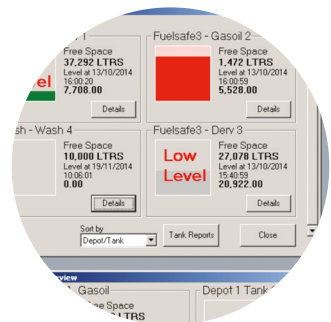 1
Fuelsafe3 - Gasoil 2
Free Space
37,292 LTRS
Level at 13/10/2014
16:00:20
7,708.00
Details
Free Space
1,472 LTRS
Level at 13/10/2014
16:00:59
5,528.00
Details
sh - Wash 4
Free Space
10,000 LTRS
Level at 19/11/2014
10:06:01
0.00
Details
Fuelsafe3 - Derv 3
Low
Level
Free Space
27,078 LTRS
Level at 13/10/2014
15:40:59
20,922.00
Details
Sort by
Depot/Tank
Tank Reports
Close
Gasoil
Depot 1 Tank
Space
LTRS